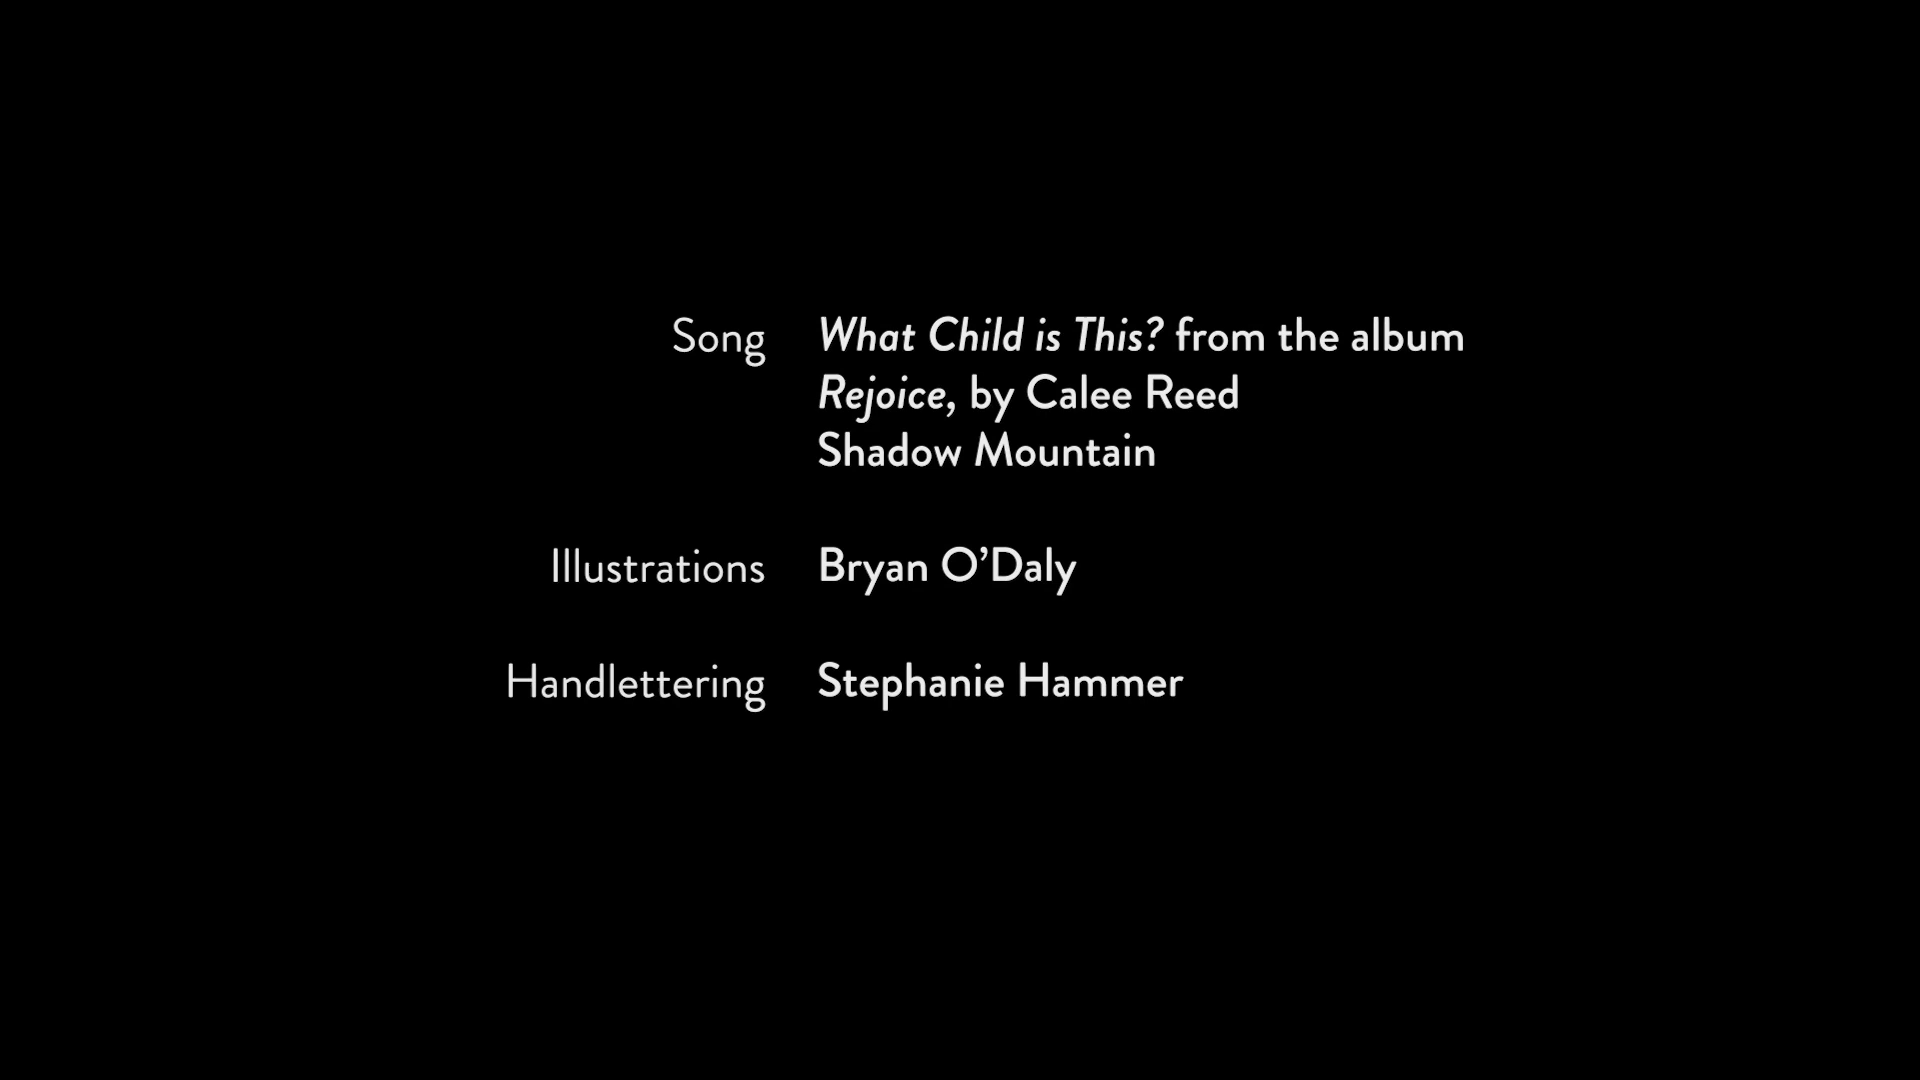 Song What Child is This? from the album
Rejoice, by Calee Reed
Shadow Mountain
Illustrations Bryan O’Daly
Handlettering Stephanie Hammer